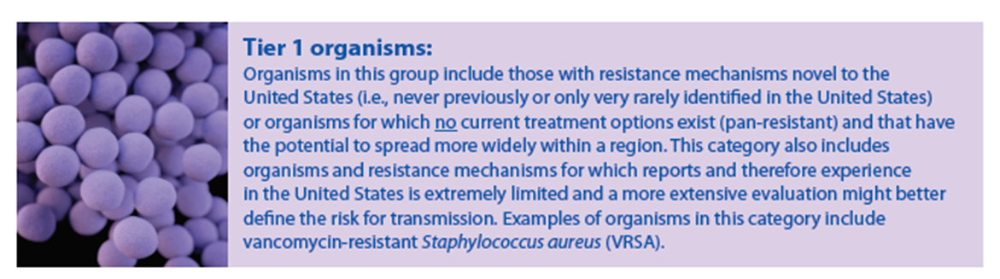 Tier 1 organisms:
Organisms in this group include those with resistance mechanisms novel to the
United States (i.e., never previously or only very rarely identified in the United States)
or organisms for which no current treatment options exist (pan-resistant) and that have
the potential to spread more widely within a region. This category also includes
organisms and resistance mechanisms for which reports and therefore experience
in the United States is extremely limited and a more extensive evaluation might better
define the risk for transmission. Examples of organisms in this category include
vancomycin-resistant Staphylococcus aureus (VRSA).